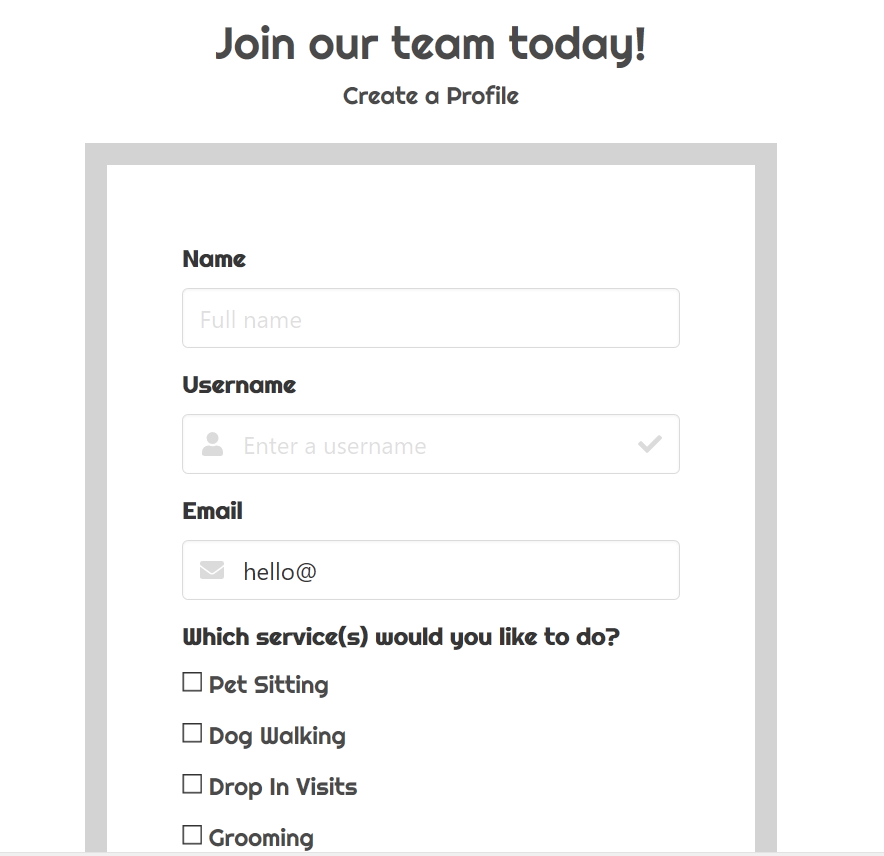 Join our team today!
Create a Profile
Name
Full name
Username
Enter a username
Email
hello@
Which service(s) would you like to do?
Pet Sitting
Dog Walking
Drop In Visits
Grooming